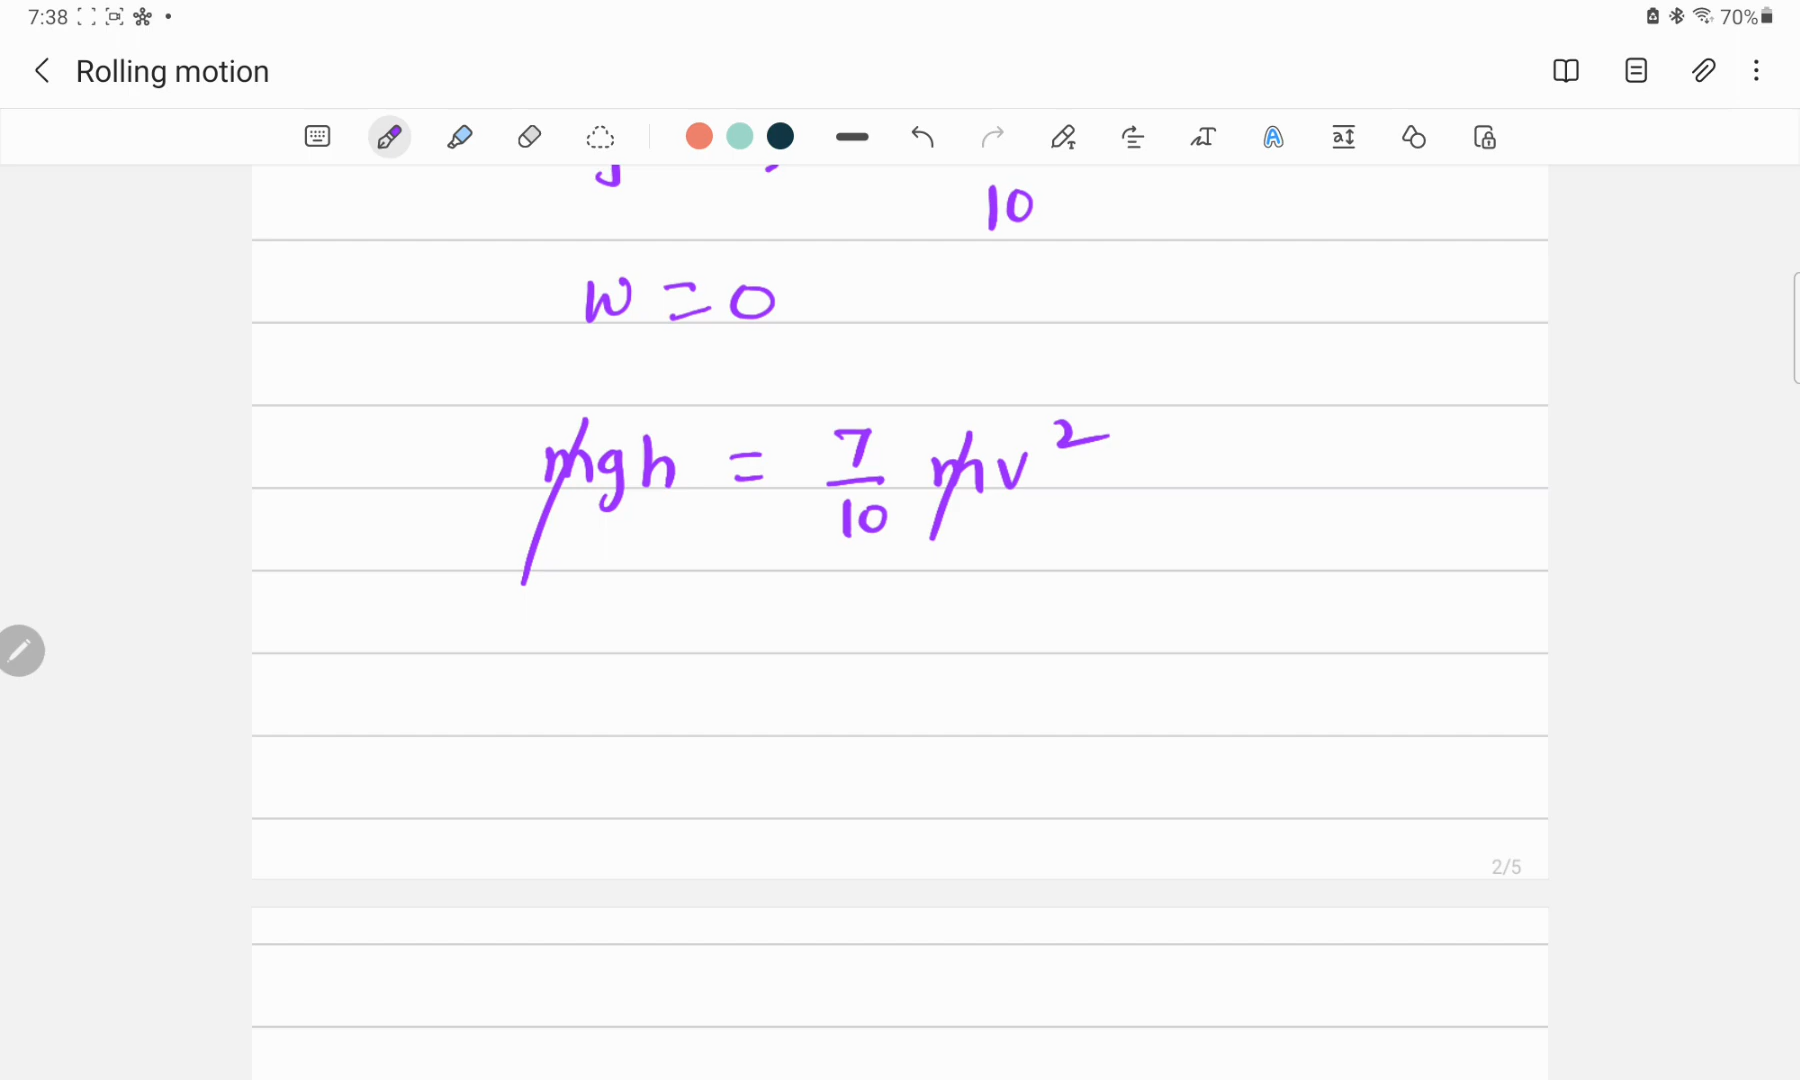 7:38
70%
Rolling motion
10
W = 0
mgh = 7/10 mv²
2/5